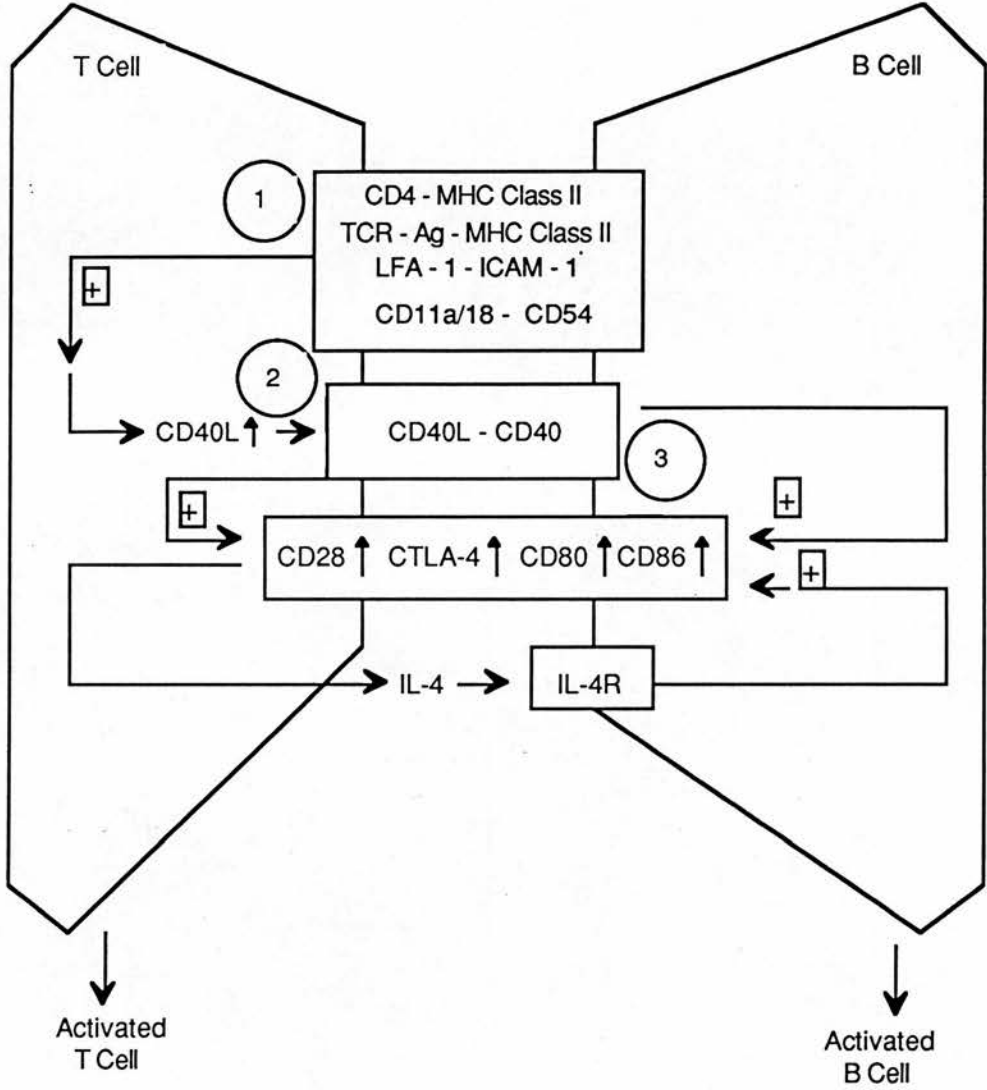 T Cell
B Cell
1
CD4 - MHC Class II
TCR - Ag - MHC Class II
LFA - 1 - ICAM - 1
CD11a/18 - CD54
+
2
CD40L
CD40L - CD40
3
+
+
CD28 CTLA-4 CD80 CD86
+
IL-4
IL-4R
Activated
T Cell
Activated
B Cell